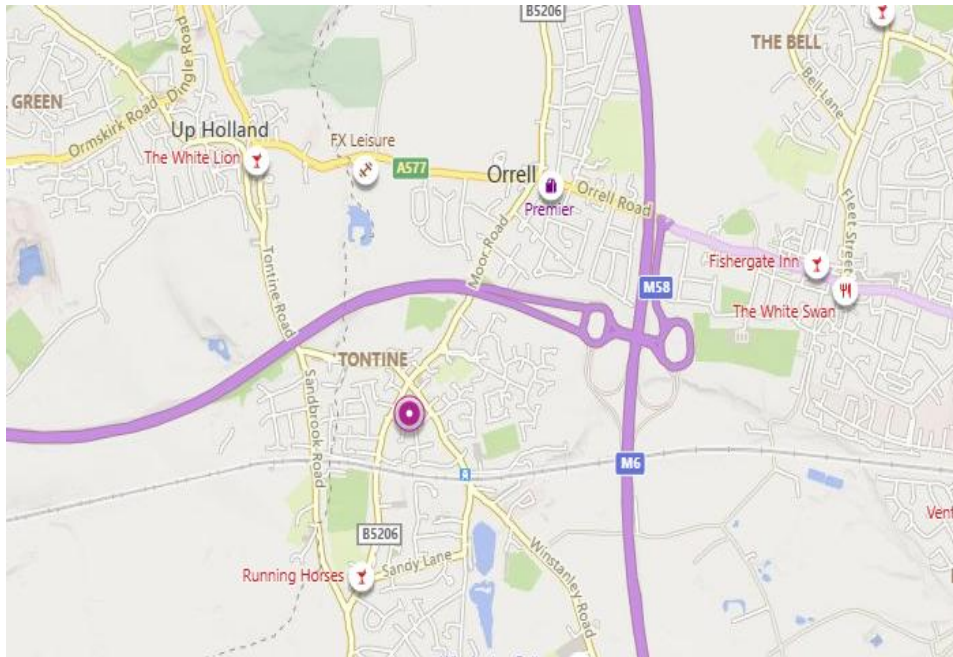 B5206
THE BELL
GREEN
Ormskirk Road
Dingle Road
Bell Lane
Up Holland
The White Lion
FX Leisure
A577
Orrell
Premier
Orrell Road
Fleet Street
Moor Road
Tontine Road
Fishergate Inn
M58
The White Swan
TONTINE
Sandbrook Road
M6
B5206
Running Horses
Sandy Lane
Winstanley Road